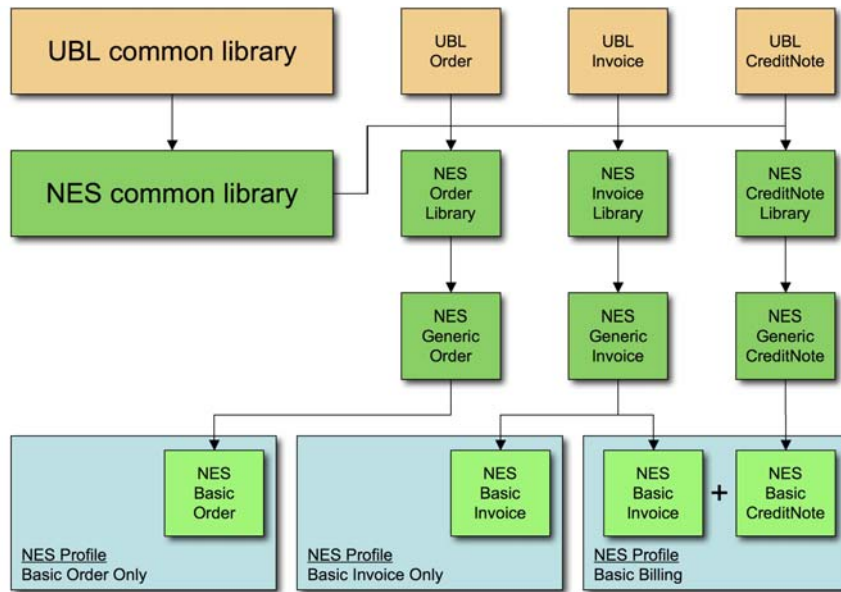 UBL common library
UBL
Order
UBL
Invoice
UBL
CreditNote
NES common library
NES
Order
Library
NES
Invoice
Library
NES
CreditNote
Library
NES
Generic
Order
NES
Generic
Invoice
NES
Generic
CreditNote
NES
Basic
Order
NES Profile
Basic Order Only
NES
Basic
Invoice
NES Profile
Basic Invoice Only
NES
Basic
Invoice
+
NES
Basic
CreditNote
NES Profile
Basic Billing